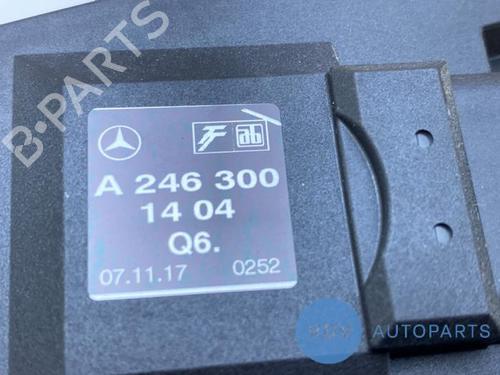 B-PARTS
A 246 300
14 04
Q6.
07.11.17 0252
AUTOPARTS